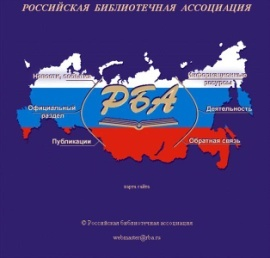 РОССИЙСКАЯ БИБЛИОТЕЧНАЯ АССОЦИАЦИЯ
Новости, события
Информационные
ресурсы
Официальный
раздел
РБА
Деятельность
Публикации
Обратная связь
карта сайта
© Российская библиотечная ассоциация
webmaster@rba.ru